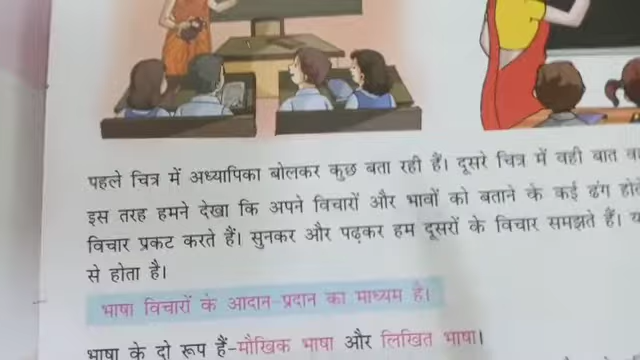 पहले चित्र में अध्यापिका बोलकर कुछ बता रही हैं। दूसरे चित्र में वही बात
इस तरह हमने देखा कि अपने विचारों और भावों को बताने के कई ढंग
विचार प्रकट करते हैं। सुनकर और पढ़कर हम दूसरों के विचार समझते हैं।
से होता है।
भाषा विचारों के आदान-प्रदान का माध्यम है।
भाषा के दो रूप हैं-मौखिक भाषा और लिखित भाषा।